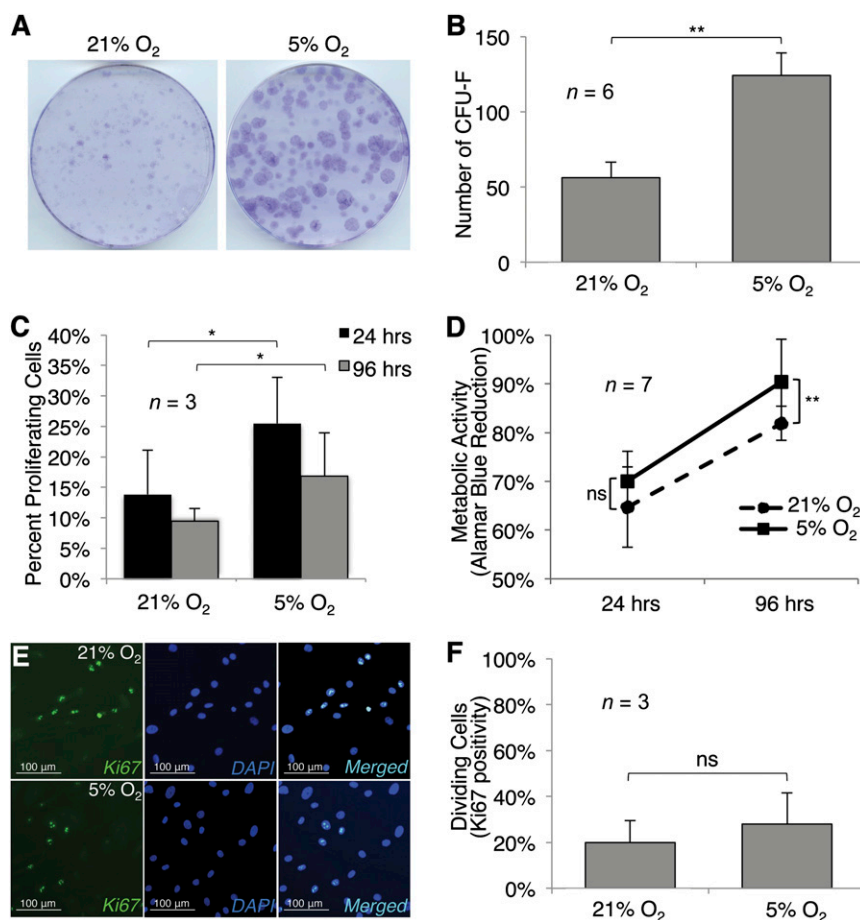 A
21% O2
5% O2
B
Number of CFU-F
150
100
50
0
**
n = 6
21% O2
5% O2
C
Percent Proliferating Cells
40%
35%
30%
25%
20%
15%
10%
5%
0%
*
*
24 hrs
96 hrs
n = 3
21% O2
5% O2
D
Metabolic Activity
(Alamar Blue Reduction)
100%
90%
80%
70%
60%
50%
n = 7
**
ns
21% O2
5% O2
24 hrs
96 hrs
E
21% O2
100 µm
Ki67
100 µm
DAPI
100 µm
Merged
5% O2
100 µm
Ki67
100 µm
DAPI
100 µm
Merged
F
Dividing Cells
(Ki67 positivity)
100%
80%
60%
40%
20%
0%
n = 3
ns
21% O2
5% O2